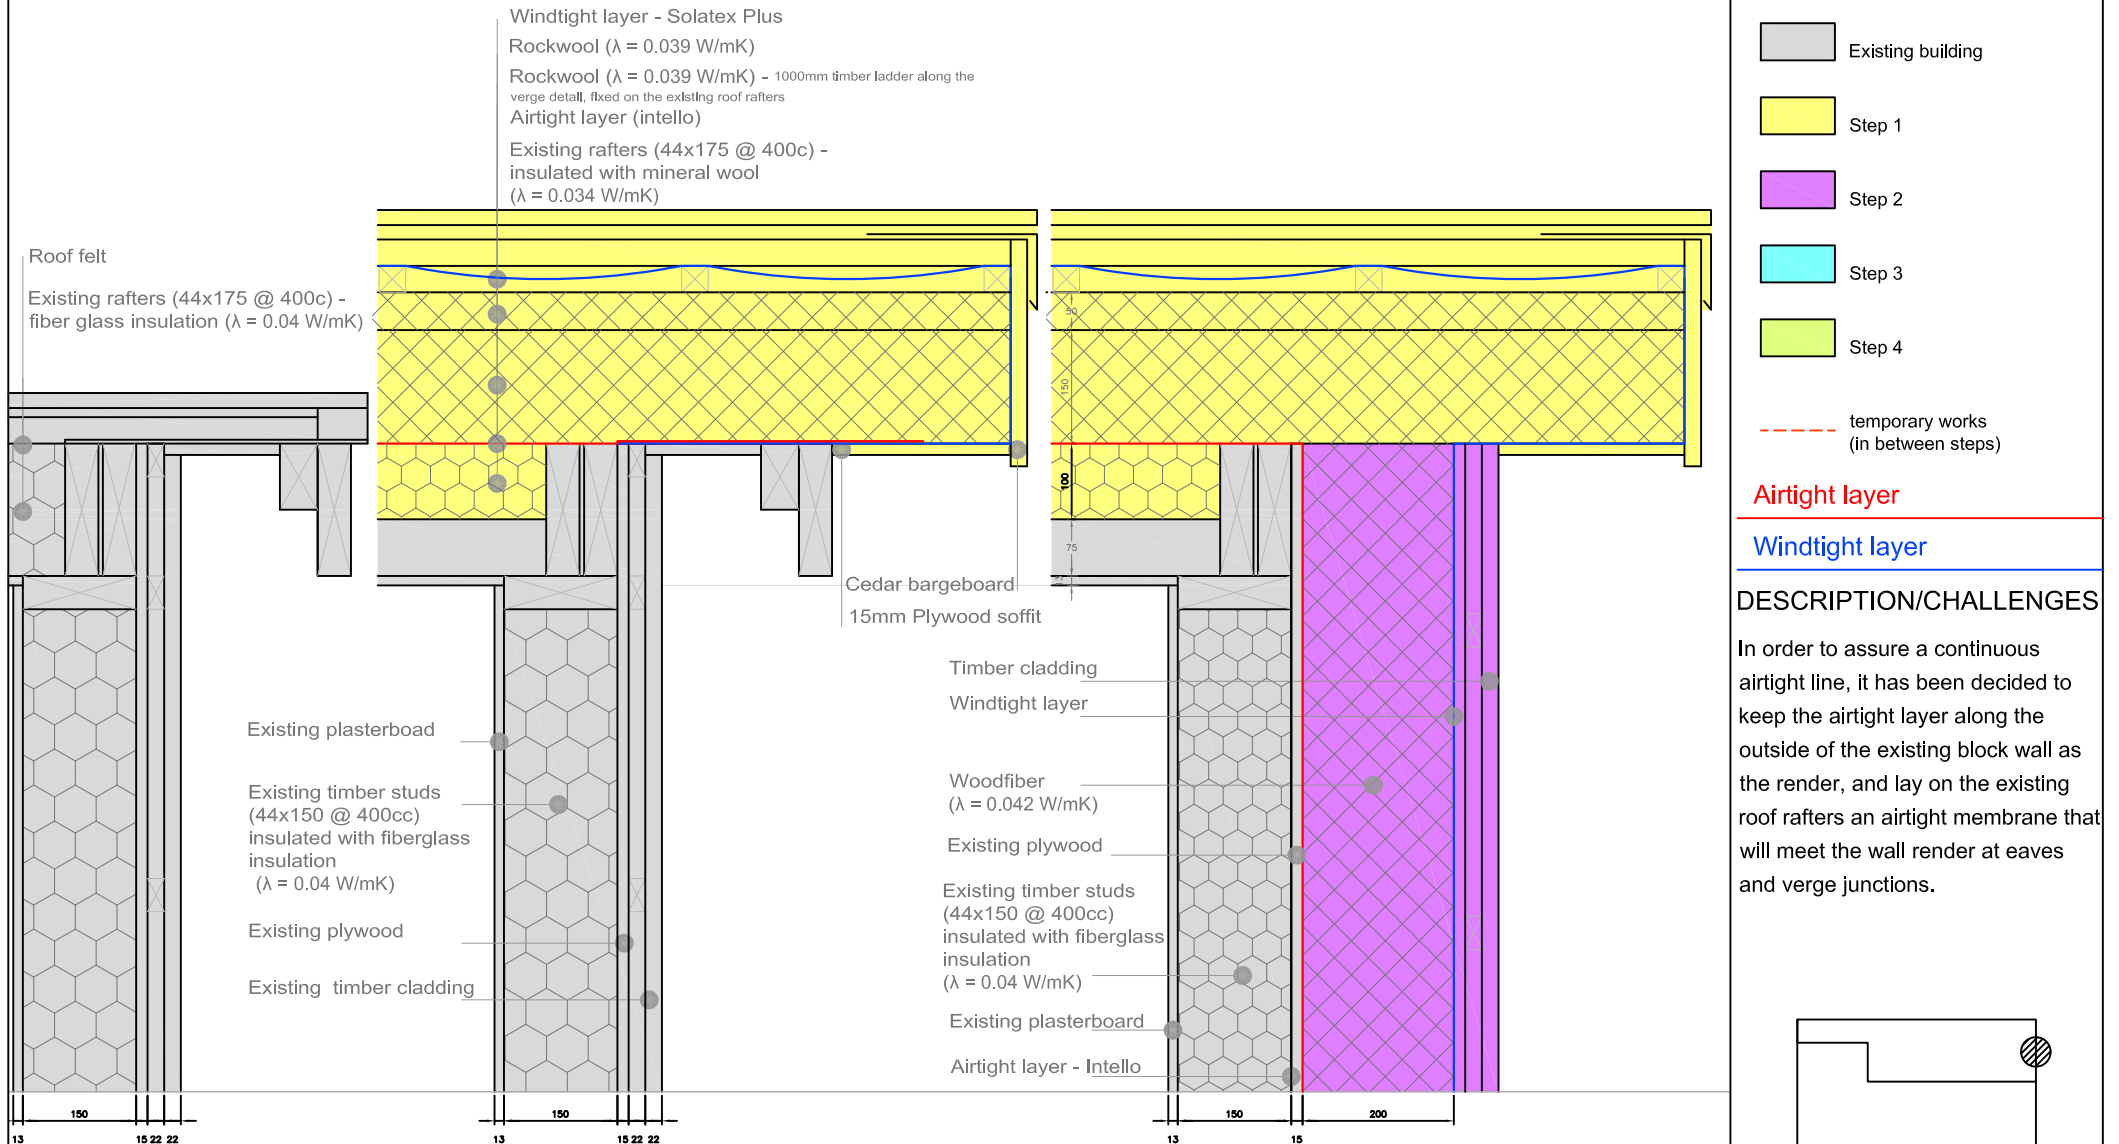 Windtight layer - Solatex Plus
Rockwool (λ = 0.039 W/mK)
Rockwool (λ = 0.039 W/mK) - 1000mm timber ladder along the
verge detail, fixed on the existing roof rafters
Airtight layer (intello)
Existing rafters (44x175 @ 400c) -
insulated with mineral wool
(λ = 0.034 W/mK)
Roof felt
Existing rafters (44x175 @ 400c) -
fiber glass insulation (λ = 0.04 W/mK)
50
150
100
75
13
Cedar bargeboard
15mm Plywood soffit
Existing plasterboad
Existing timber studs
(44x150 @ 400cc)
insulated with fiberglass
insulation
(λ = 0.04 W/mK)
Existing plywood
Existing timber cladding
Timber cladding
Windtight layer
Woodfiber
(λ = 0.042 W/mK)
Existing plywood
Existing timber studs
(44x150 @ 400cc)
insulated with fiberglass
insulation
(λ = 0.04 W/mK)
Existing plasterboard
Airtight layer - Intello
13 150 15 22 22
13 150 15 22 22
13 150 15 200
Existing building
Step 1
Step 2
Step 3
Step 4
temporary works
(in between steps)
Airtight layer
Windtight layer
DESCRIPTION/CHALLENGES
In order to assure a continuous
airtight line, it has been decided to
keep the airtight layer along the
outside of the existing block wall as
the render, and lay on the existing
roof rafters an airtight membrane that
will meet the wall render at eaves
and verge junctions.